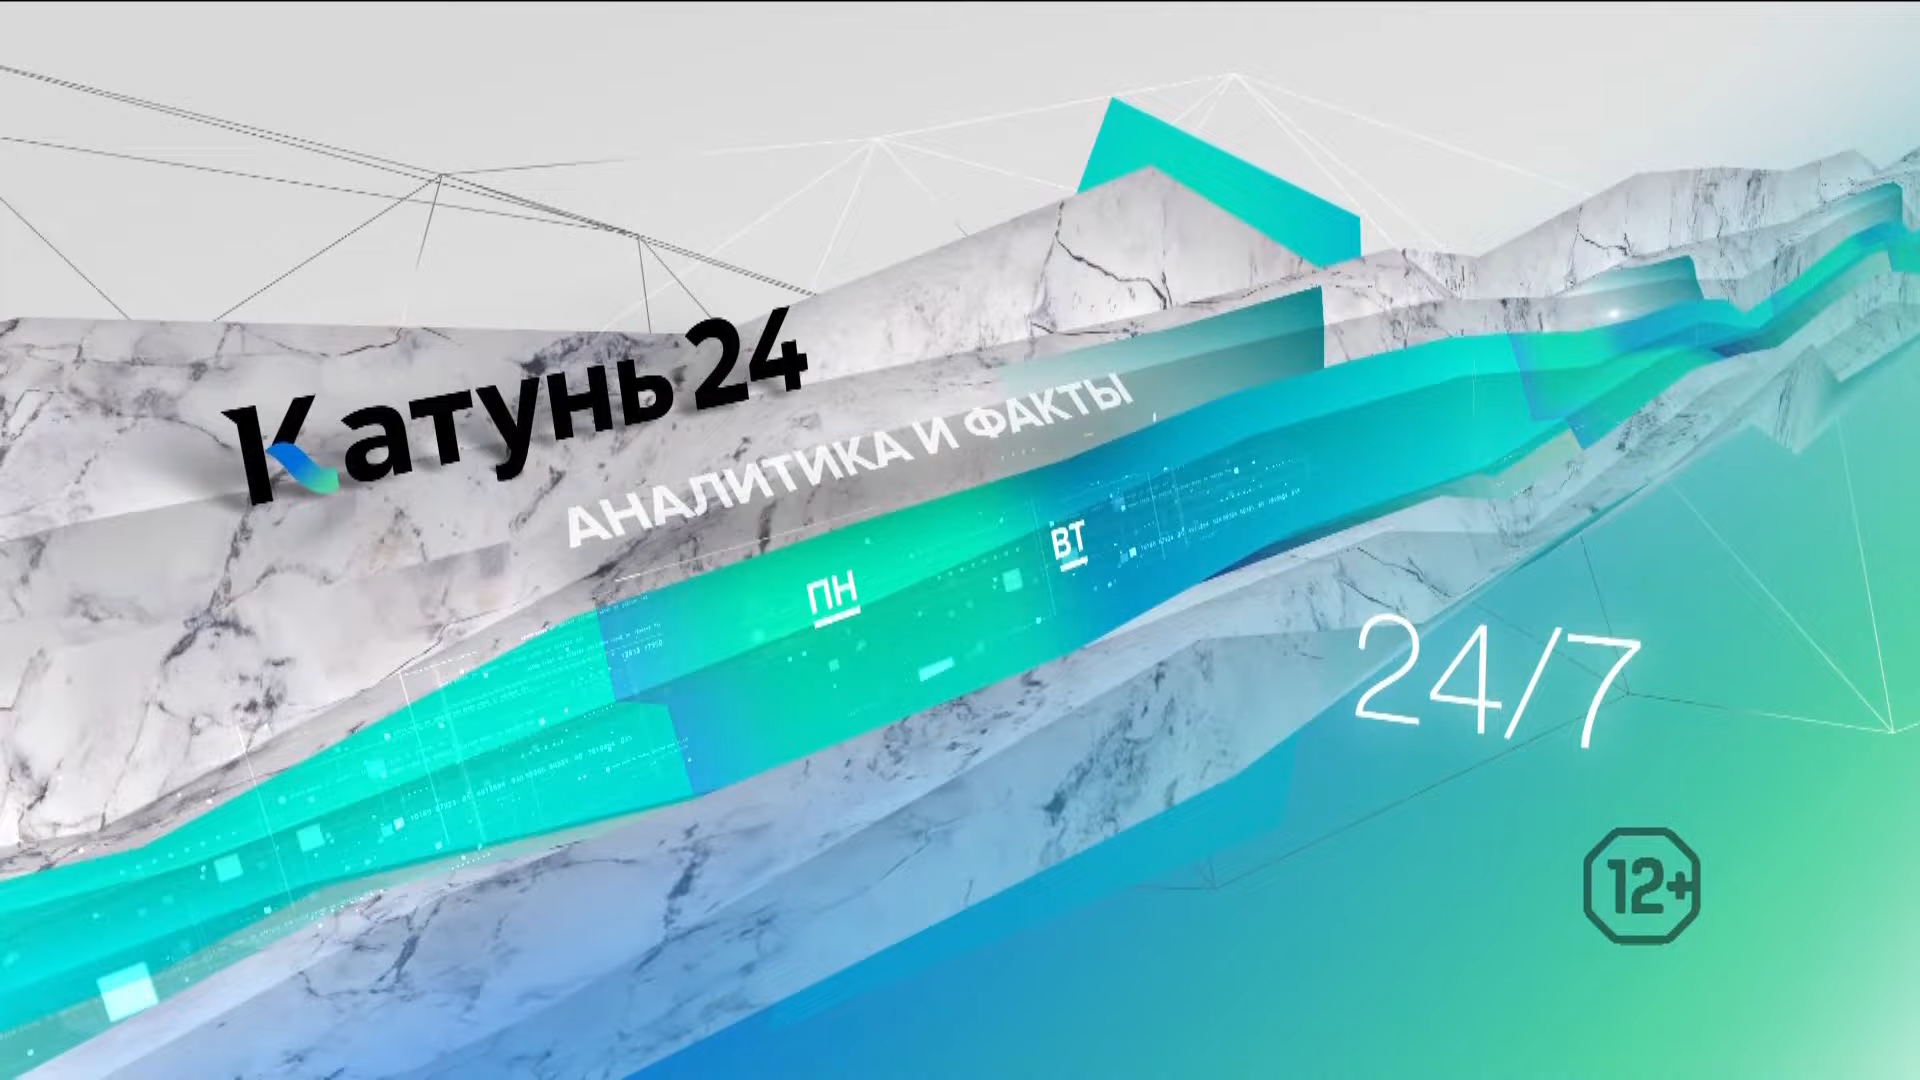 Катунь 24
АНАЛИТИКА И ФАКТЫ
ПН
ВТ
24/7
12+